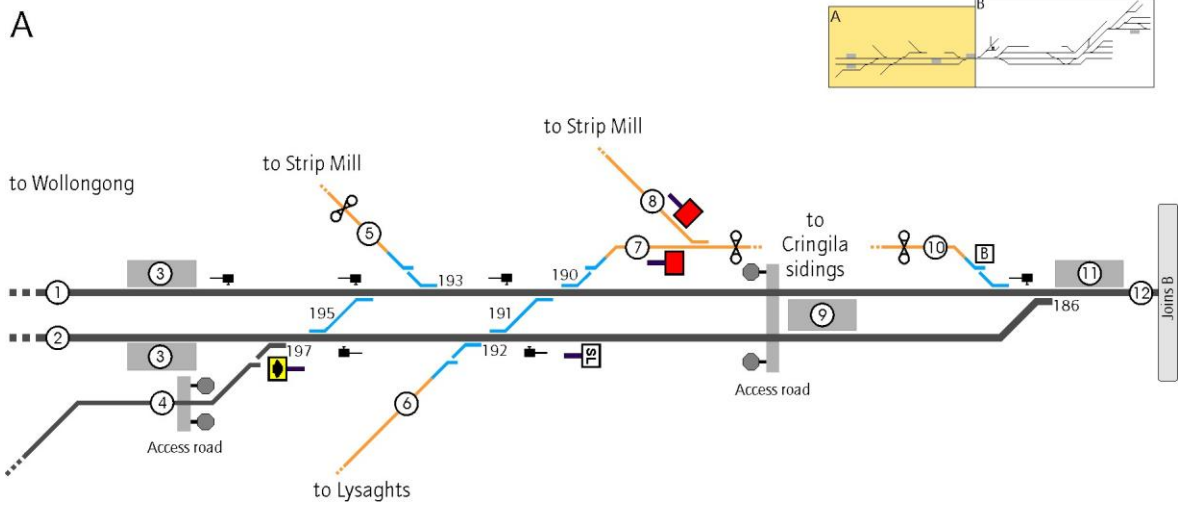 A
A
B
to Strip Mill
to Strip Mill
to Wollongong
8
to
Cringila
sidings
5
7
10
B
3
193
190
11
1
12
Joins B
195
191
9
186
2
197
192
SL
3
4
6
Access road
Access road
to Lysaghts